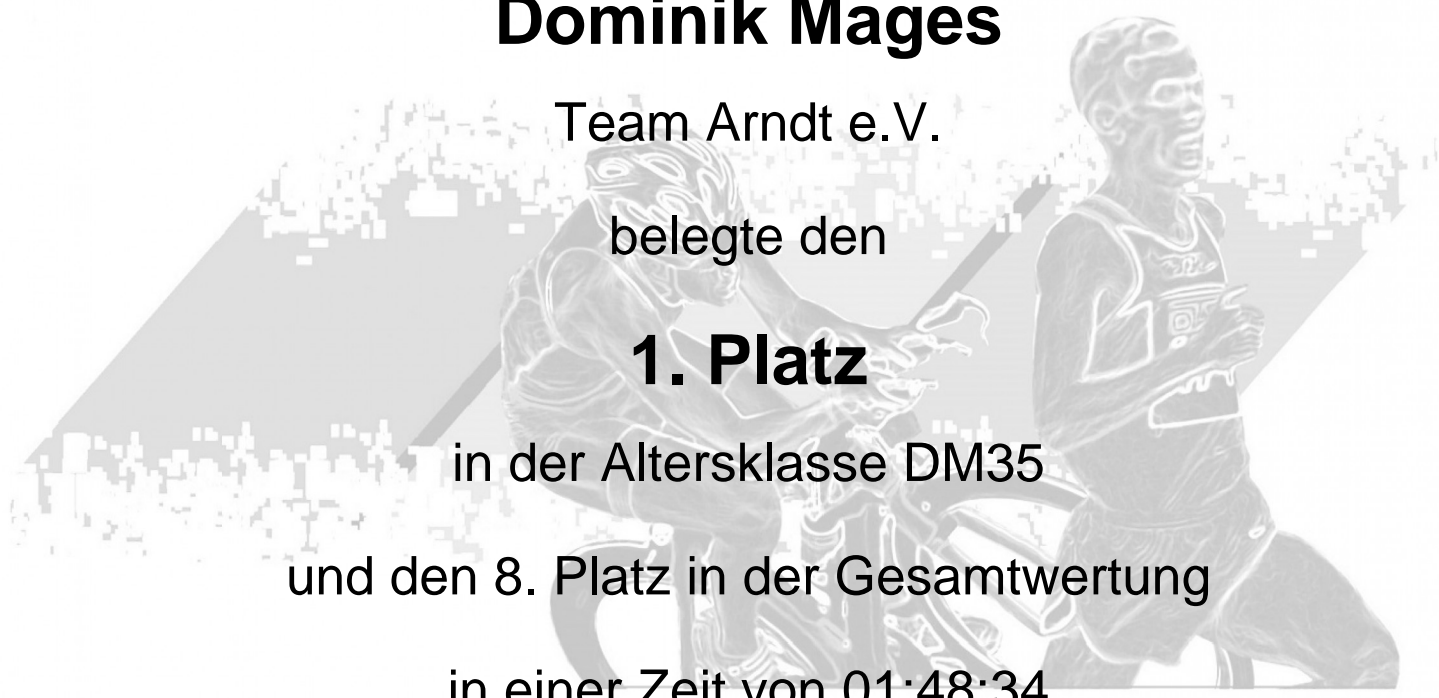 Dominik Mages
Team Arndt e.V.
belegte den
1. Platz
in der Altersklasse DM35
und den 8. Platz in der Gesamtwertung
in einer Zeit von 01:48:34